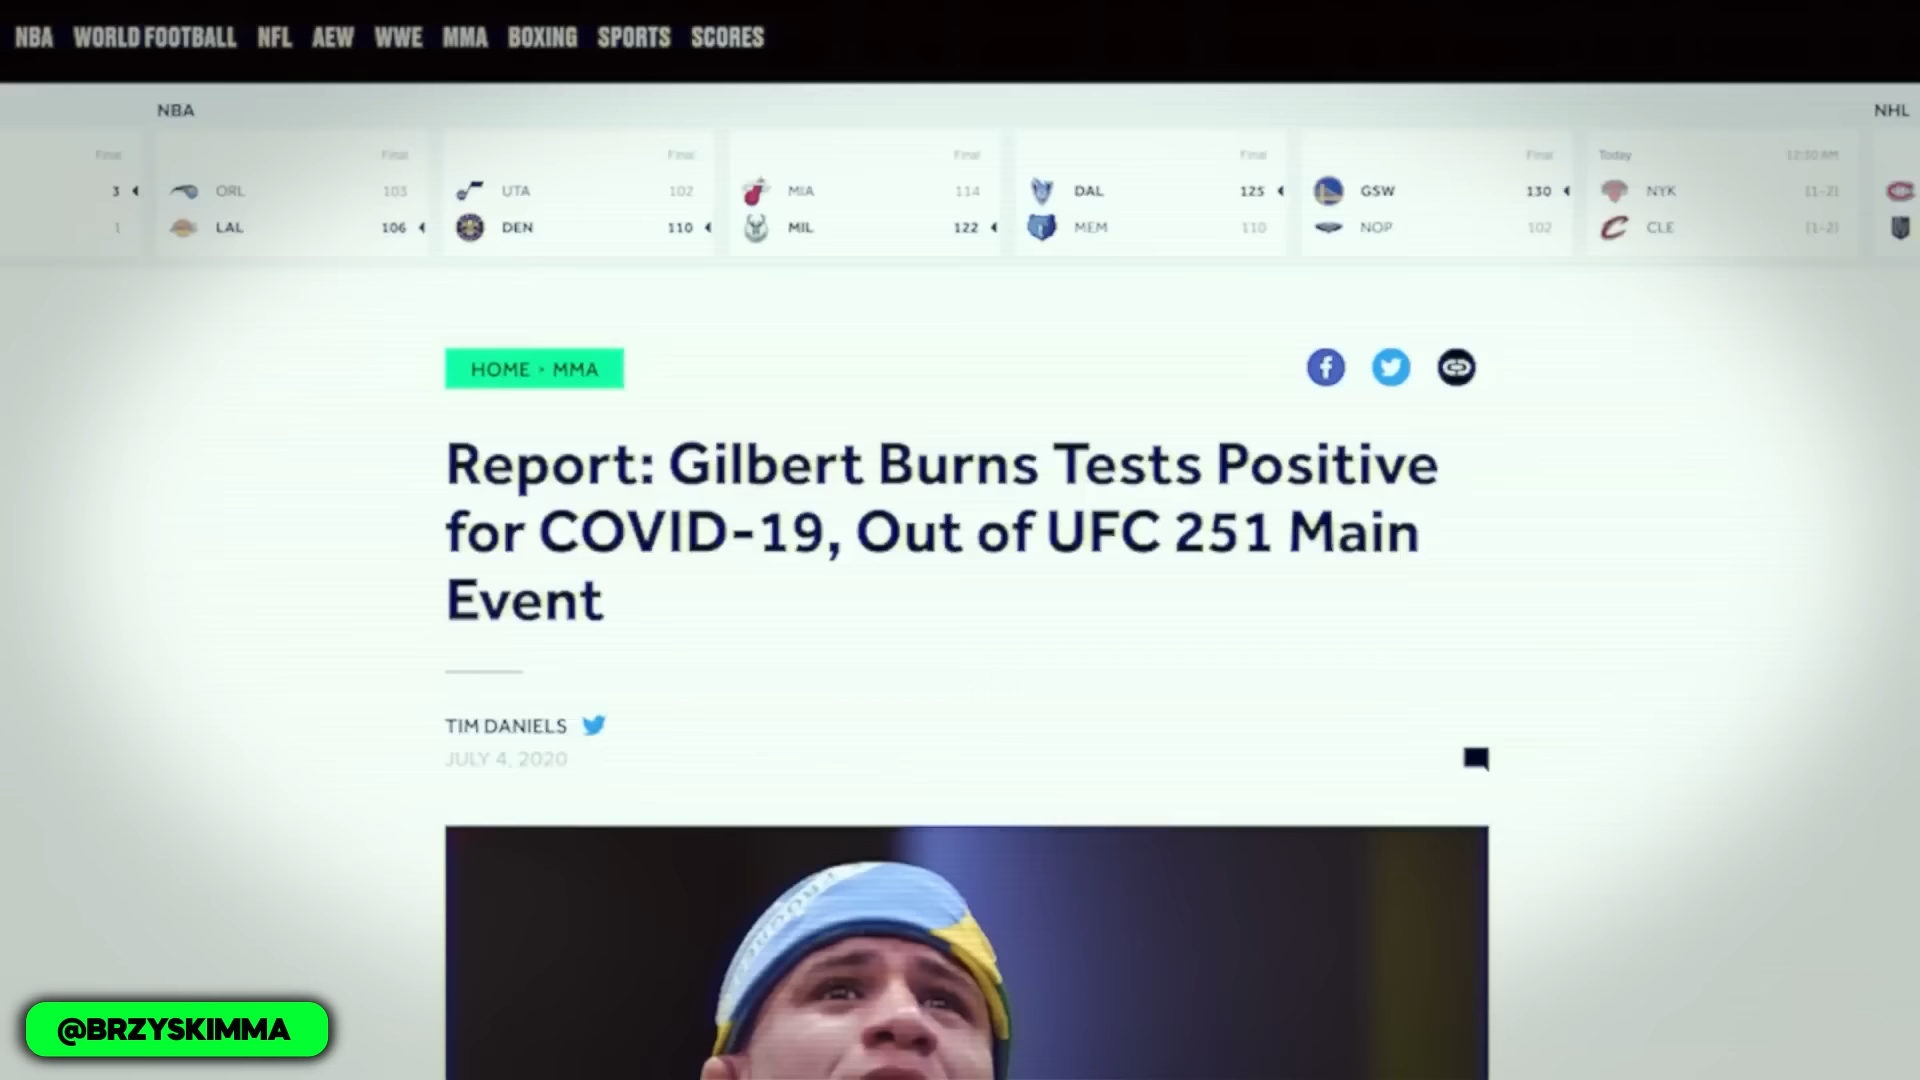 NBA WORLD FOOTBALL NFL AEW WWE MMA BOXING SPORTS SCORES
NBA
NHL
Final Final Final Final Final Final Today 12:30 AM
3 ORL 103 UTA 102 MIA 114 DAL 125 GSW 130 NYK (1-2)
1 LAL 106 DEN 110 MIL 122 MEM 110 NOP 102 CLE (1-2)
HOME • MMA
Report: Gilbert Burns Tests Positive
for COVID-19, Out of UFC 251 Main
Event
TIM DANIELS
JULY 4, 2020
@BRZYSKIMMA